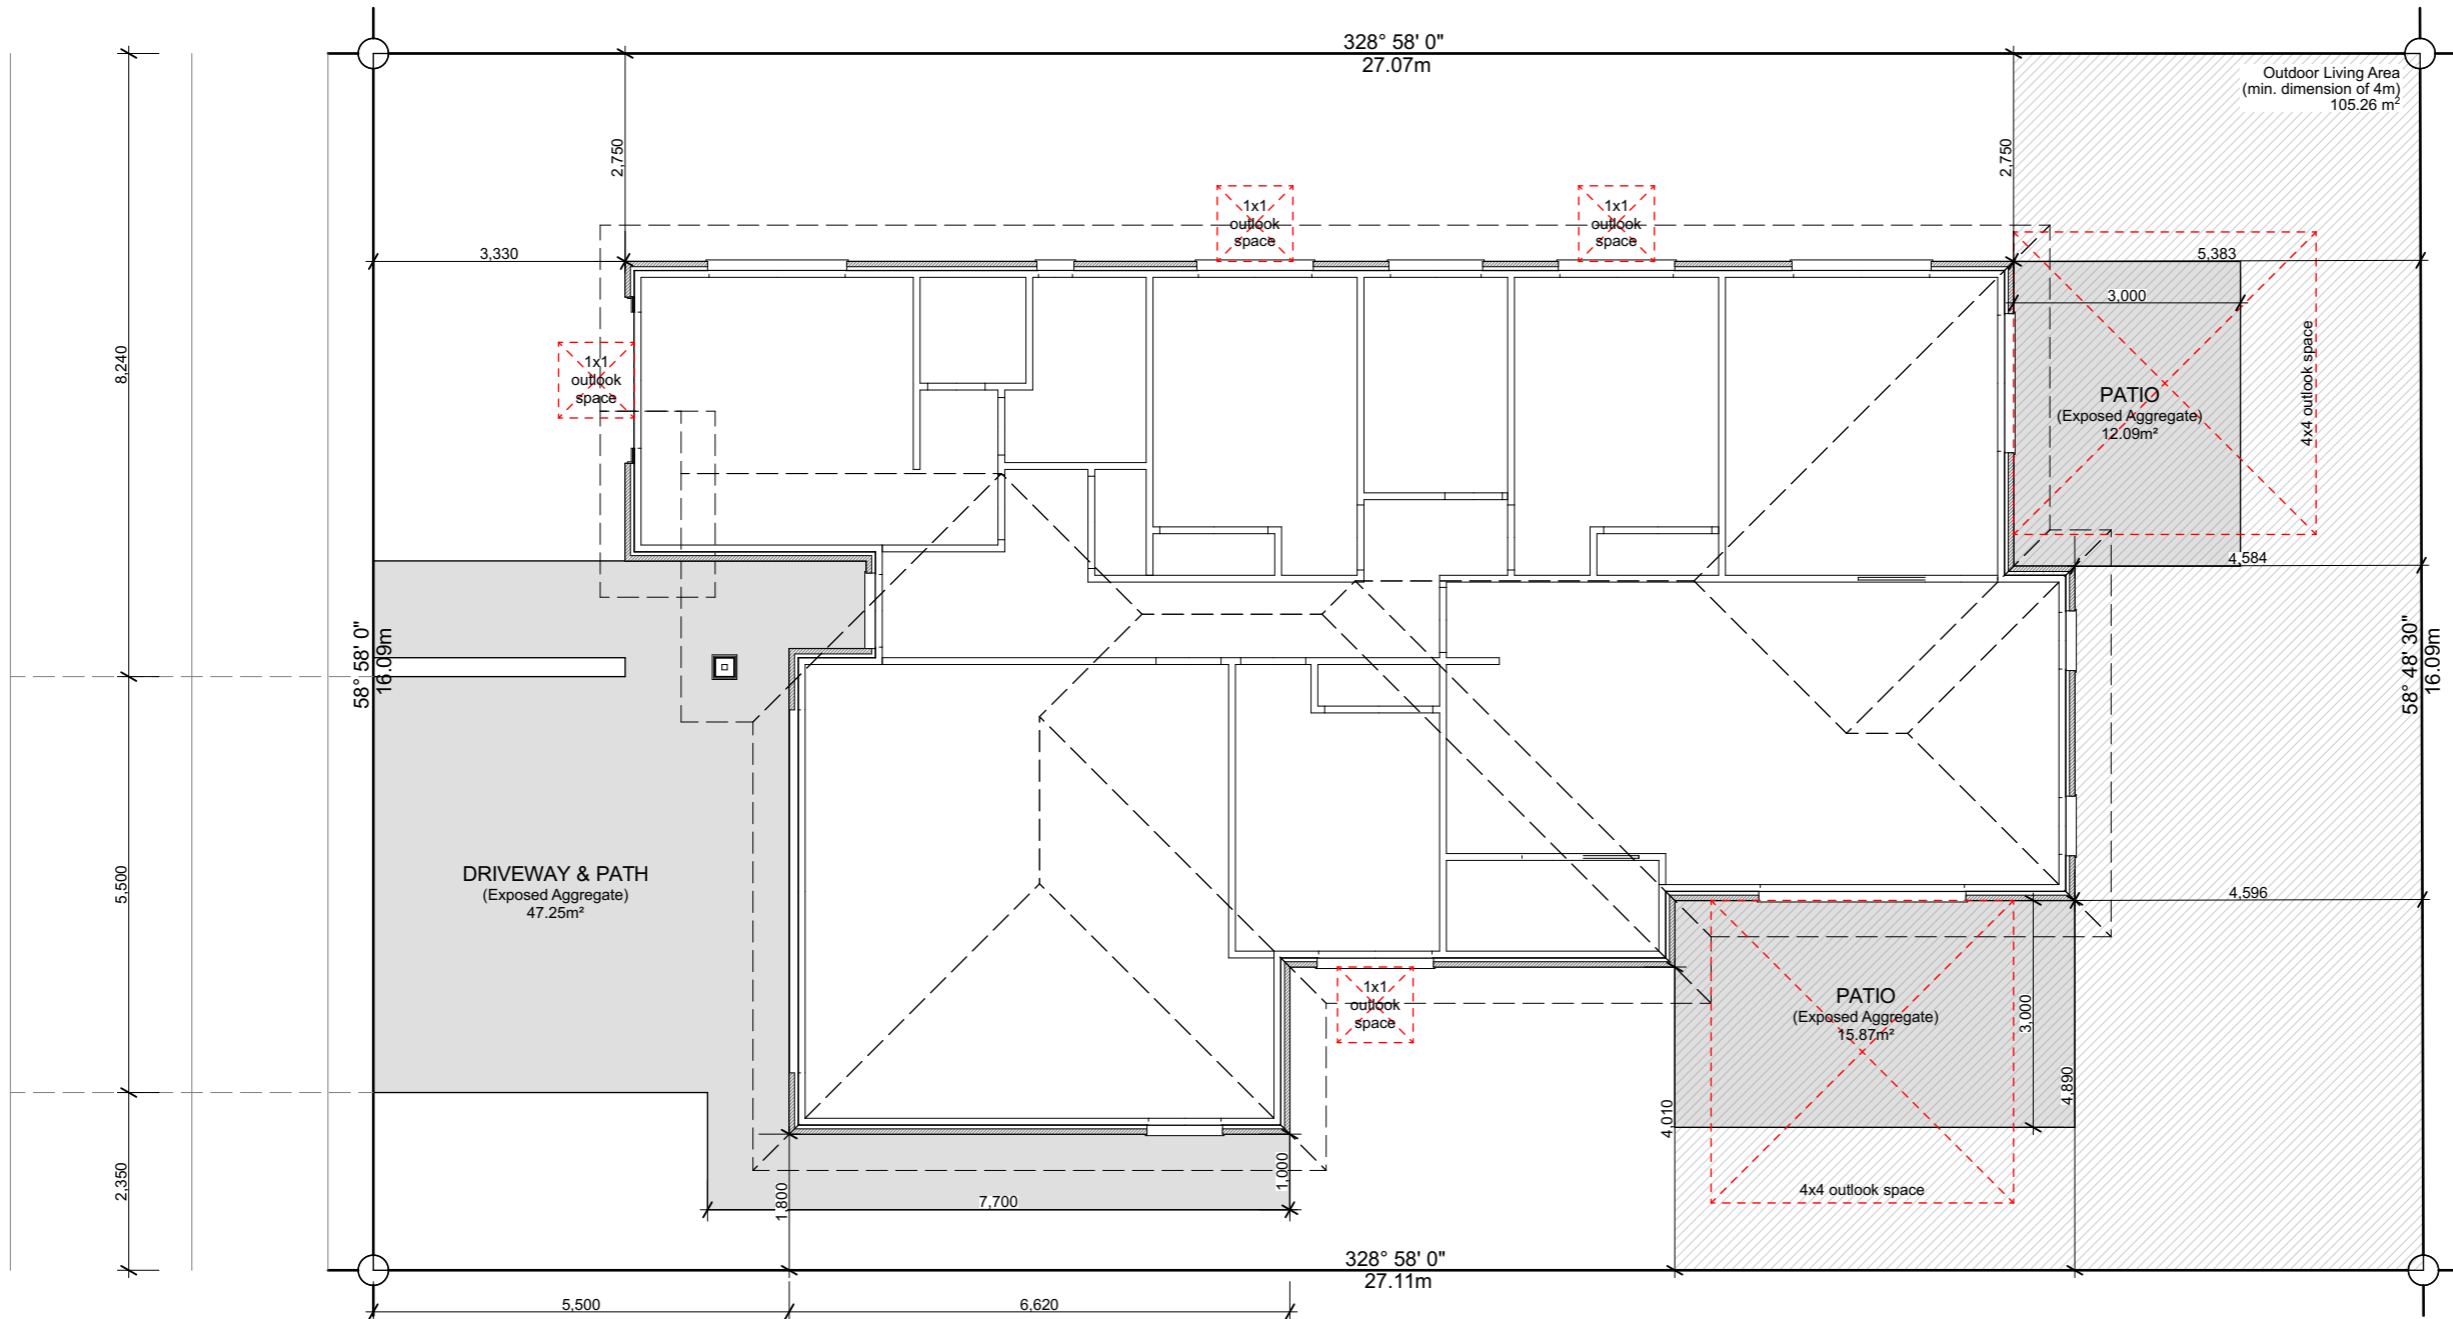 328° 58' 0"
27.07m
Outdoor Living Area
(min. dimension of 4m)
105.26 m²
2,750
2,750
1x1
outlook
space
1x1
outlook
space
3,330
5,383
3,000
8,240
1x1
outlook
space
4x4 outlook space
PATIO
(Exposed Aggregate)
12.09m²
4,584
58° 58' 0"
16.09m
58° 48' 30"
16.09m
5,500
DRIVEWAY & PATH
(Exposed Aggregate)
47.25m²
4,596
1x1
outlook
space
PATIO
(Exposed Aggregate)
15.87m²
3,000
4,890
4,010
2,350
1,000
1,800
7,700
4x4 outlook space
328° 58' 0"
27.11m
5,500
6,620